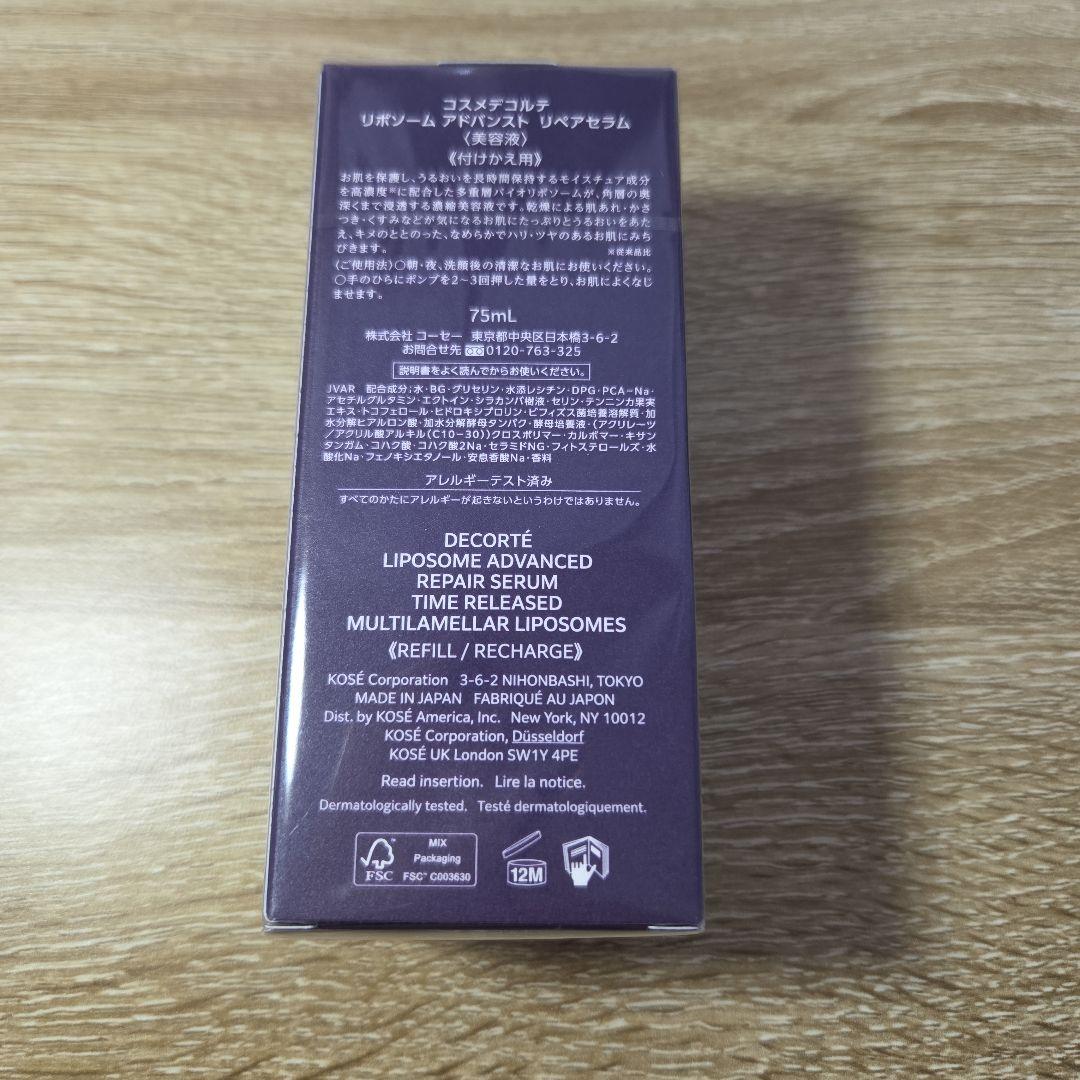 コスメデコルテ
リポソーム アドバンスト リペアセラム
〈美容液〉
《付けかえ用》
お肌を保護し、うるおいを長時間保持するモイスチュア成分
を高濃度※に配合した多重層バイオリポソームが、角層の奥
深くまで浸透する濃縮美容液です。乾燥による肌あれ・かさ
つき・くすみなどが気になるお肌にたっぷりとうるおいをあた
え、キメのととのった、なめらかでハリ・ツヤのあるお肌にみち
びきます。 ※従来品比
〈ご使用法〉○朝・夜、洗顔後の清潔なお肌にお使いください。
○手のひらにポンプを2~3回押した量をとり、お肌によくなじ
ませます。
75mL
株式会社 コーセー 東京都中央区日本橋3-6-2
お問合せ先 0120-763-325
説明書をよく読んでからお使いください。
JVAR 配合成分;水・BG・グリセリン・水添レシチン・DPG・PCA-Na・
アセチルグルタミン・エクトイン・シラカンバ樹液・セリン・テンニンカ果実
エキス・トコフェロール・ヒドロキシプロリン・ビフィズス菌培養溶解質・加
水分解ヒアルロン酸・加水分解酵母タンパク・酵母培養液・(アクリレーツ
/アクリル酸アルキル(C10-30))クロスポリマー・カルボマー・キサン
タンガム・コハク酸・コハク酸2Na・セラミドNG・フィトステロールズ・水
酸化Na・フェノキシエタノール・安息香酸Na・香料
アレルギーテスト済み
すべてのかたにアレルギーが起きないというわけではありません。
DECORTÉ
LIPOSOME ADVANCED
REPAIR SERUM
TIME RELEASED
MULTILAMELLAR LIPOSOMES
《REFILL / RECHARGE》
KOSÉ Corporation 3-6-2 NIHONBASHI, TOKYO
MADE IN JAPAN FABRIQUÉ AU JAPON
Dist. by KOSÉ America, Inc. New York, NY 10012
KOSÉ Corporation, Düsseldorf
KOSÉ UK London SW1Y 4PE
Read insertion. Lire la notice.
Dermatologically tested. Testé dermatologiquement.
FSC
MIX
Packaging
FSC™ C003630
12M